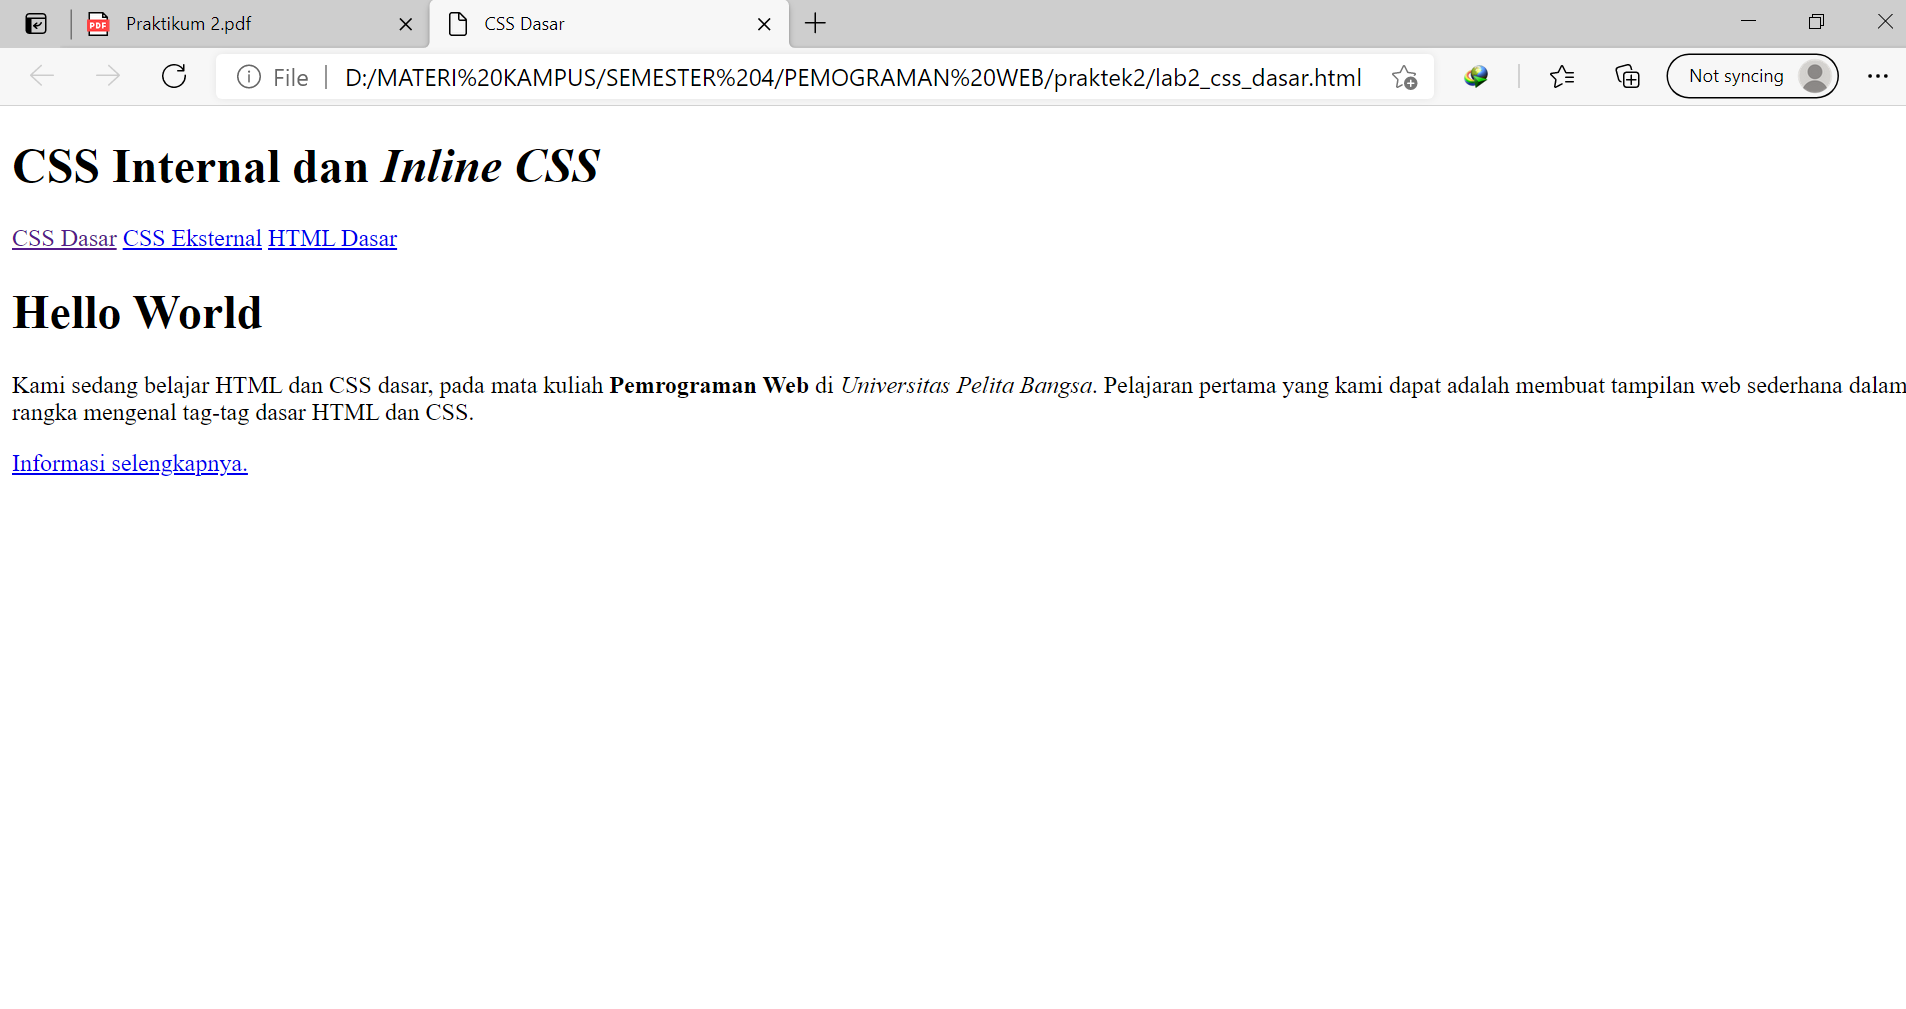 Praktikum 2.pdf
CSS Dasar
File
D:/MATERI%20KAMPUS/SEMESTER%204/PEMOGRAMAN%20WEB/praktek2/lab2_css_dasar.html
Not syncing
CSS Internal dan Inline CSS
CSS Dasar CSS Eksternal HTML Dasar
Hello World
Kami sedang belajar HTML dan CSS dasar, pada mata kuliah Pemrograman Web di Universitas Pelita Bangsa. Pelajaran pertama yang kami dapat adalah membuat tampilan web sederhana dalam
rangka mengenal tag-tag dasar HTML dan CSS.
Informasi selengkapnya.